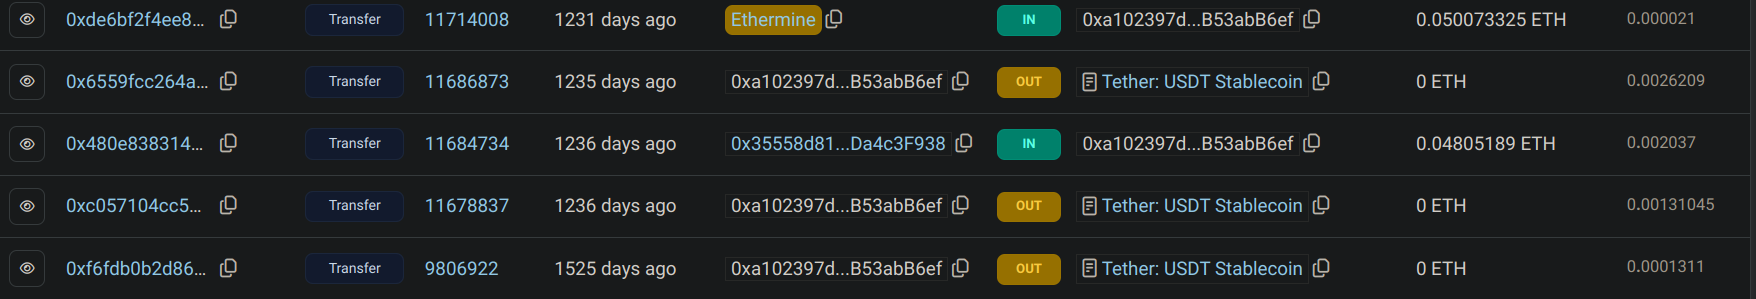 0xde6bf2f4ee8... Transfer 11714008 1231 days ago Ethermine IN 0xa102397d...B53abB6ef 0.050073325 ETH 0.000021
0x6559fcc264a... Transfer 11686873 1235 days ago 0xa102397d...B53abB6ef OUT Tether: USDT Stablecoin 0 ETH 0.0026209
0x480e838314... Transfer 11684734 1236 days ago 0x35558d81...Da4c3F938 IN 0xa102397d...B53abB6ef 0.04805189 ETH 0.002037
0xc057104cc5... Transfer 11678837 1236 days ago 0xa102397d...B53abB6ef OUT Tether: USDT Stablecoin 0 ETH 0.00131045
0xf6fdb0b2d86... Transfer 9806922 1525 days ago 0xa102397d...B53abB6ef OUT Tether: USDT Stablecoin 0 ETH 0.0001311